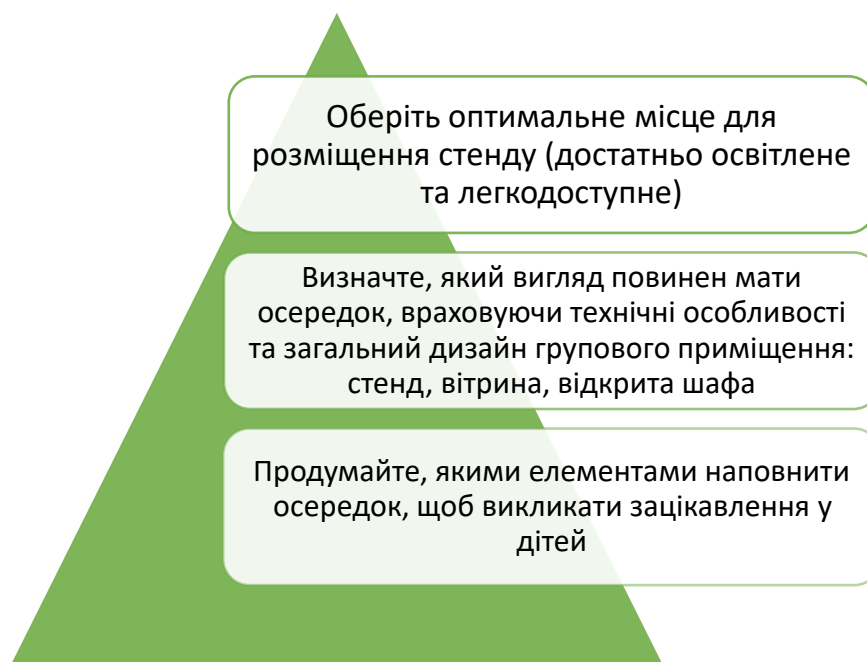 Оберіть оптимальне місце для
розміщення стенду (достатньо освітлене
та легкодоступне)
Визначте, який вигляд повинен мати
осередок, враховуючи технічні особливості
та загальний дизайн групового приміщення:
стенд, вітрина, відкрита шафа
Продумайте, якими елементами наповнити
осередок, щоб викликати зацікавлення у
дітей